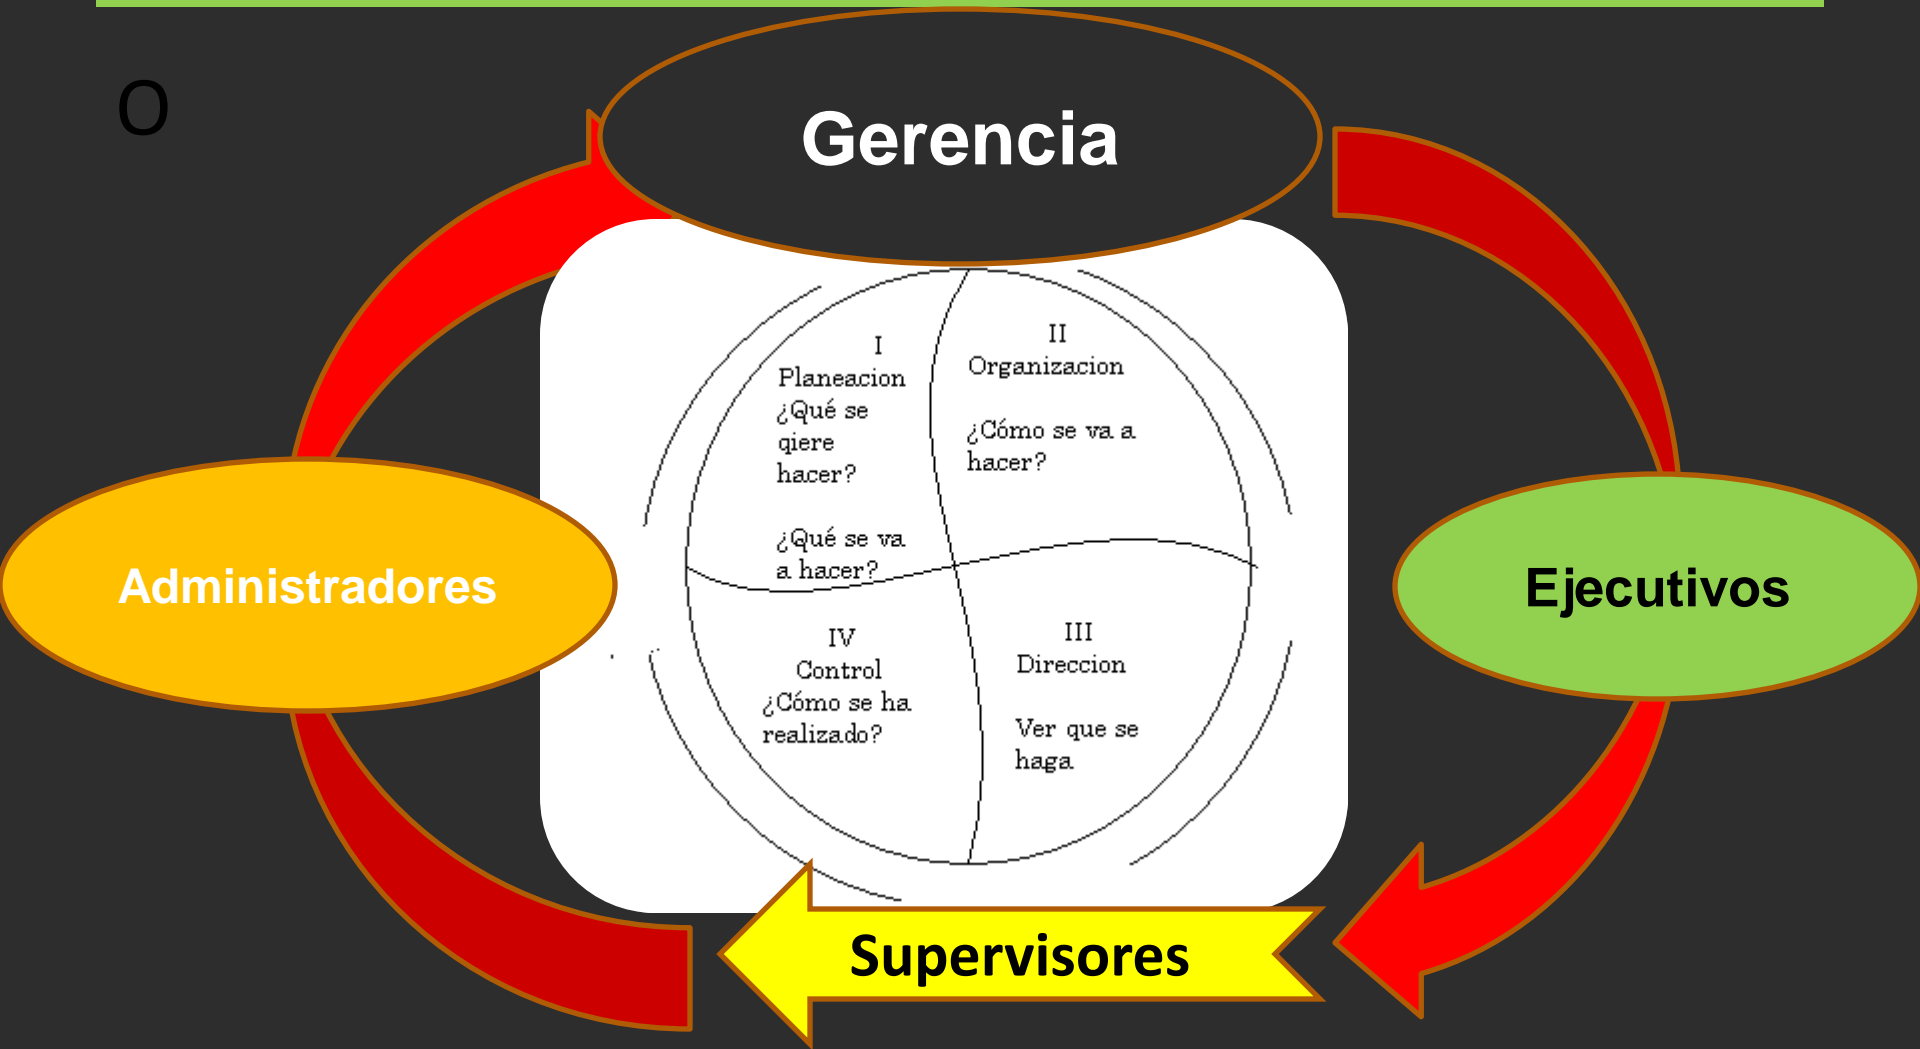 O
Gerencia
I
Planeacion
¿Qué se
qiere
hacer?
¿Qué se va
a hacer?
II
Organizacion
¿Cómo se va a
hacer?
Administradores
Ejecutivos
IV
Control
¿Cómo se ha
realizado?
III
Direccion
Ver que se
haga
Supervisores